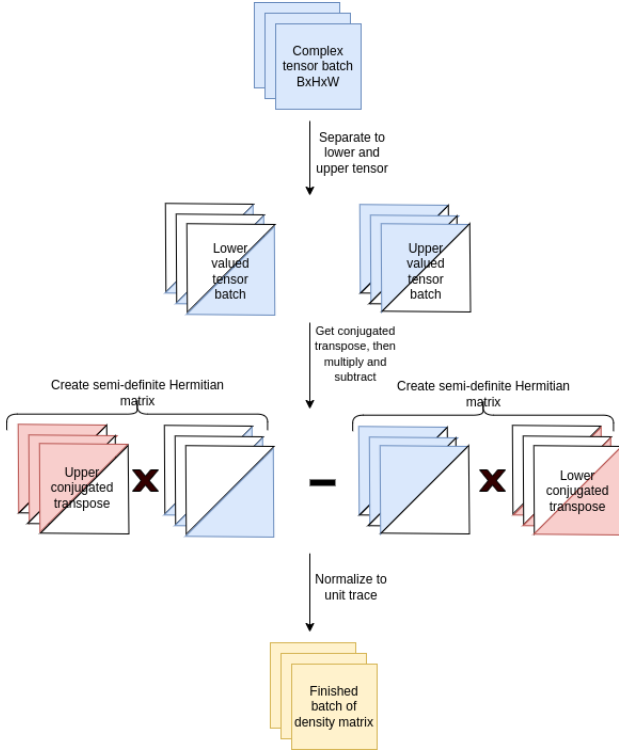 Complex
tensor batch
BxHxW
Separate to
lower and
upper tensor
Lower
valued
tensor
batch
Upper
valued
tensor
batch
Get conjugated
transpose, then
multiply and
subtract
Create semi-definite Hermitian
matrix
Create semi-definite Hermitian
matrix
Upper
conjugated
transpose
X
-
X
Lower
conjugated
transpose
Normalize to
unit trace
Finished
batch of
density matrix